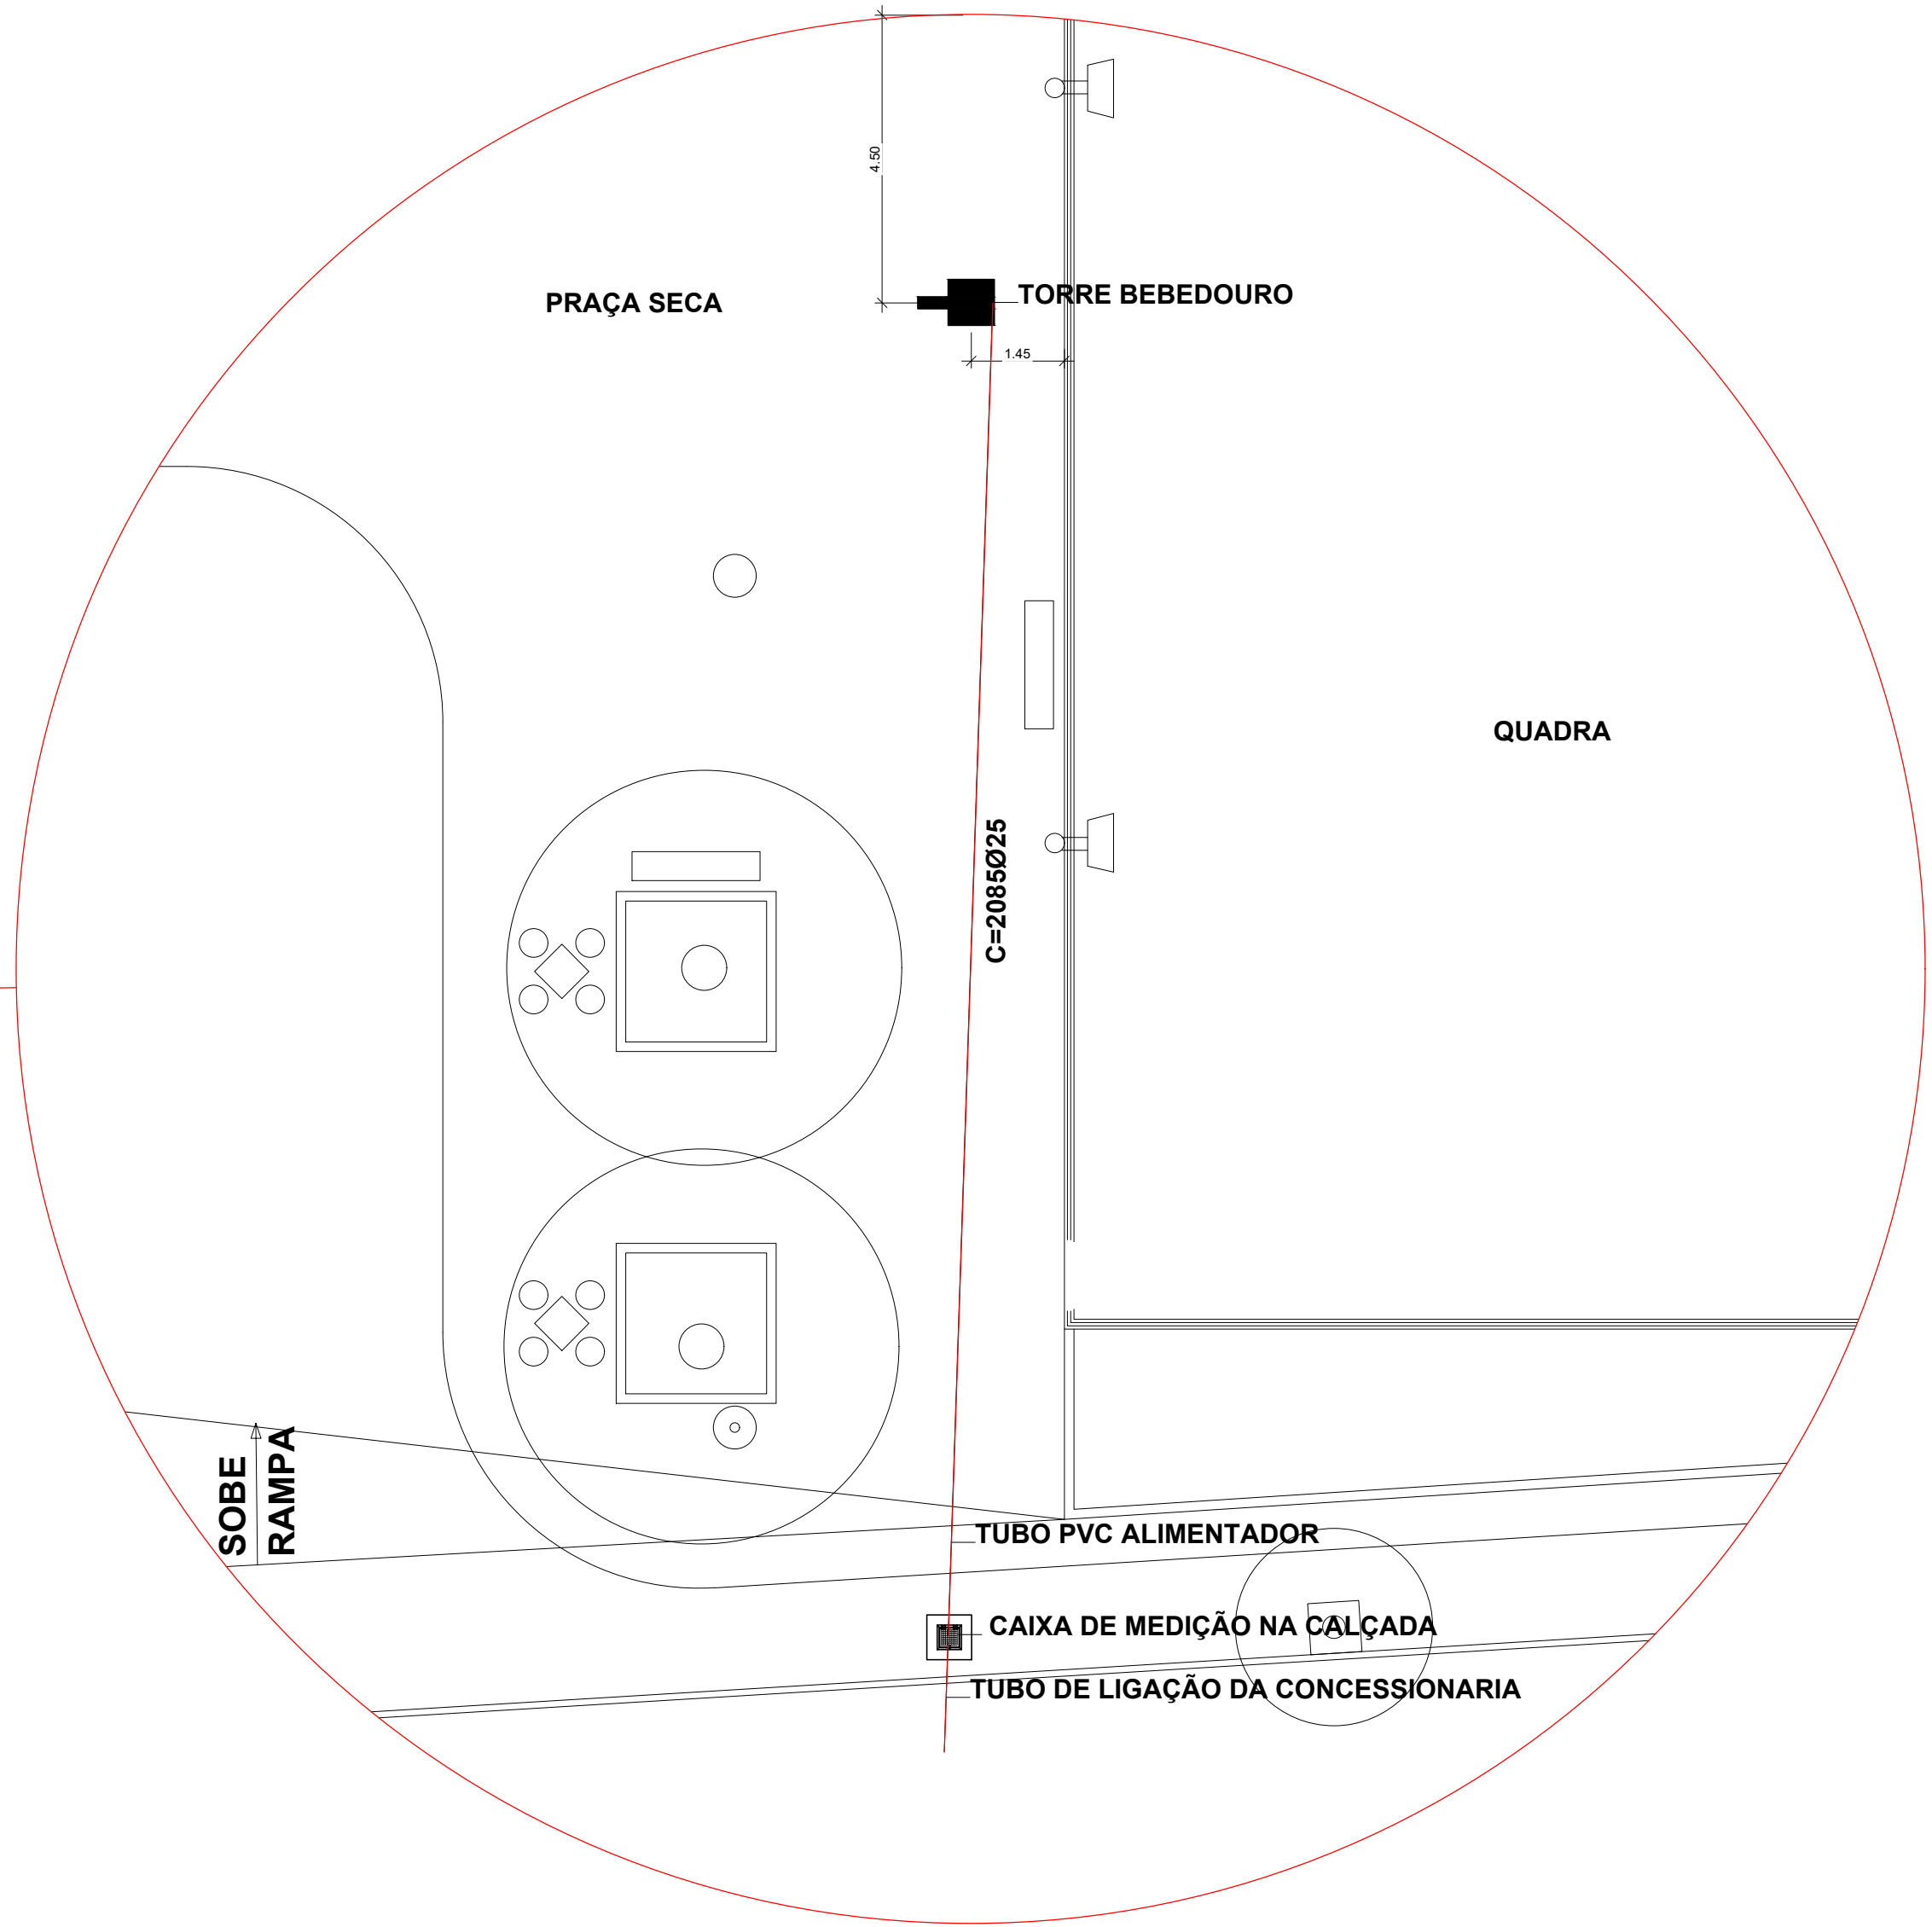 4.50
PRAÇA SECA
TORRE BEBEDOURO
1.45
QUADRA
C=2085Ø25
SOBE
RAMPA
TUBO PVC ALIMENTADOR
CAIXA DE MEDIÇÃO NA CALÇADA
TUBO DE LIGAÇÃO DA CONCESSIONARIA